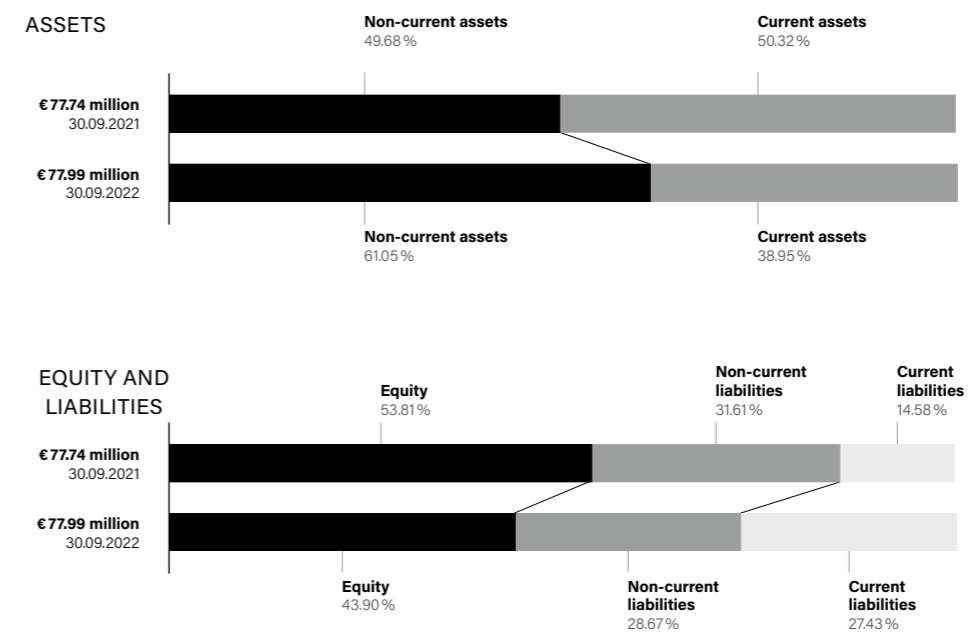 ASSETS
Non-current assets
49.68 %
Current assets
50.32 %
€ 77.74 million
30.09.2021
€ 77.99 million
30.09.2022
Non-current assets
61.05 %
Current assets
38.95 %
EQUITY AND
LIABILITIES
Equity
53.81 %
Non-current
liabilities
31.61 %
Current
liabilities
14.58 %
€ 77.74 million
30.09.2021
€ 77.99 million
30.09.2022
Equity
43.90 %
Non-current
liabilities
28.67 %
Current
liabilities
27.43 %